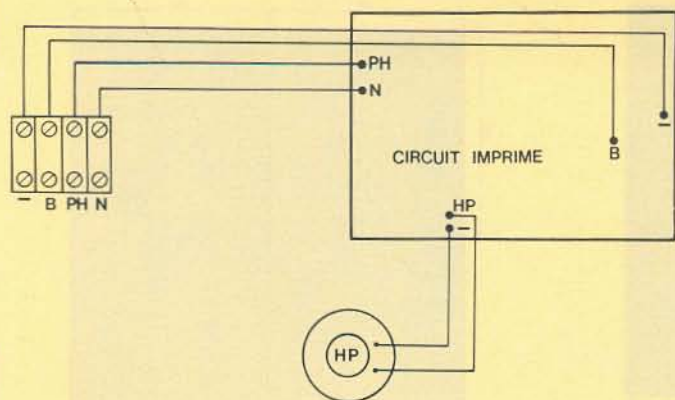 PH
N
CIRCUIT IMPRIME
B
–
– B PH N
HP
–
HP